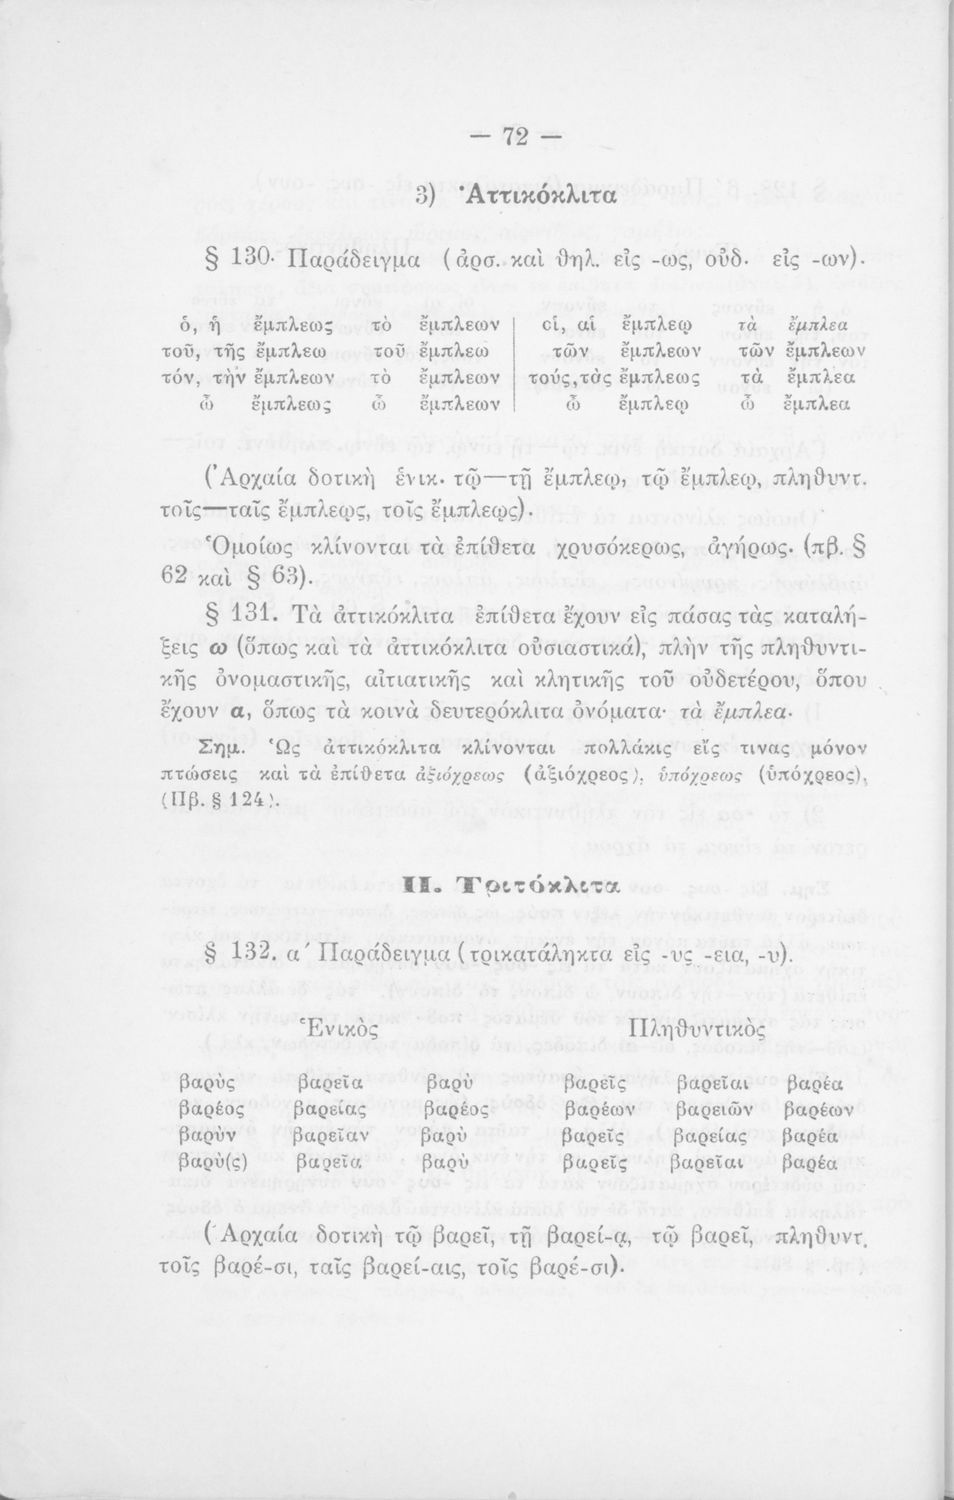 — 72 —
3) Ἀττικόκλιτα
§ 130. Παράδειγμα (ἀρσ. καὶ θηλ. εἰς -ως, οὐδ. εἰς -ων).
ὁ, ἡ ἔμπλεως τὸ ἔμπλεων οἱ, αἱ ἔμπλεῳ τὰ ἔμπλεα
τοῦ, τῆς ἔμπλεω τοῦ ἔμπλεω τῶν ἔμπλεων τῶν ἔμπλεων
τόν, τὴν ἔμπλεων τὸ ἔμπλεων τούς, τὰς ἔμπλεως τὰ ἔμπλεα
ὦ ἔμπλεως ὦ ἔμπλεων ὦ ἔμπλεῳ ὦ ἔμπλεα
(Ἀρχαία δοτικὴ ἑνικ. τῷ—τῇ ἔμπλεῳ, τῷ ἔμπλεῳ, πληθυντ.
τοῖς—ταῖς ἔμπλεῳς, τοῖς ἔμπλεῳς).
Ὁμοίως κλίνονται τὰ ἐπίθετα χρυσόκερως, ἀγήρως. (πβ. §
62 καὶ § 63).
§ 131. Τὰ ἀττικόκλιτα ἐπίθετα ἔχουν εἰς πάσας τὰς καταλή-
ξεις ω (ὅπως καὶ τὰ ἀττικόκλιτα οὐσιαστικά), πλὴν τῆς πληθυντι-
κῆς ὀνομαστικῆς, αἰτιατικῆς καὶ κλητικῆς τοῦ οὐδετέρου, ὅπου
ἔχουν α, ὅπως τὰ κοινὰ δευτερόκλιτα ὀνόματα· τὰ ἔμπλεα.
Σημ. Ὡς ἀττικόκλιτα κλίνονται πολλάκις εἴς τινας μόνον
πτώσεις καὶ τὰ ἐπίθετα ἀξιόχρεως (ἀξιόχρεος), ὑπόχρεως (ὑπόχρεος),
(Πβ. § 124).
II. Τριτόκλιτα
§ 132. α΄ Παράδειγμα (τρικατάληκτα εἰς -υς -εια, -υ).
Ἑνικὸς Πληθυντικὸς
βαρὺς βαρεῖα βαρὺ βαρεῖς βαρεῖαι βαρέα
βαρέος βαρείας βαρέος βαρέων βαρειῶν βαρέων
βαρὺν βαρεῖαν βαρὺ βαρεῖς βαρείας βαρέα
βαρὺ(ς) βαρεῖα βαρὺ βαρεῖς βαρεῖαι βαρέα
(Ἀρχαία δοτικὴ τῷ βαρεῖ, τῇ βαρεί-ᾳ, τῷ βαρεῖ, πληθυντ.
τοῖς βαρέ-σι, ταῖς βαρεί-αις, τοῖς βαρέ-σι).